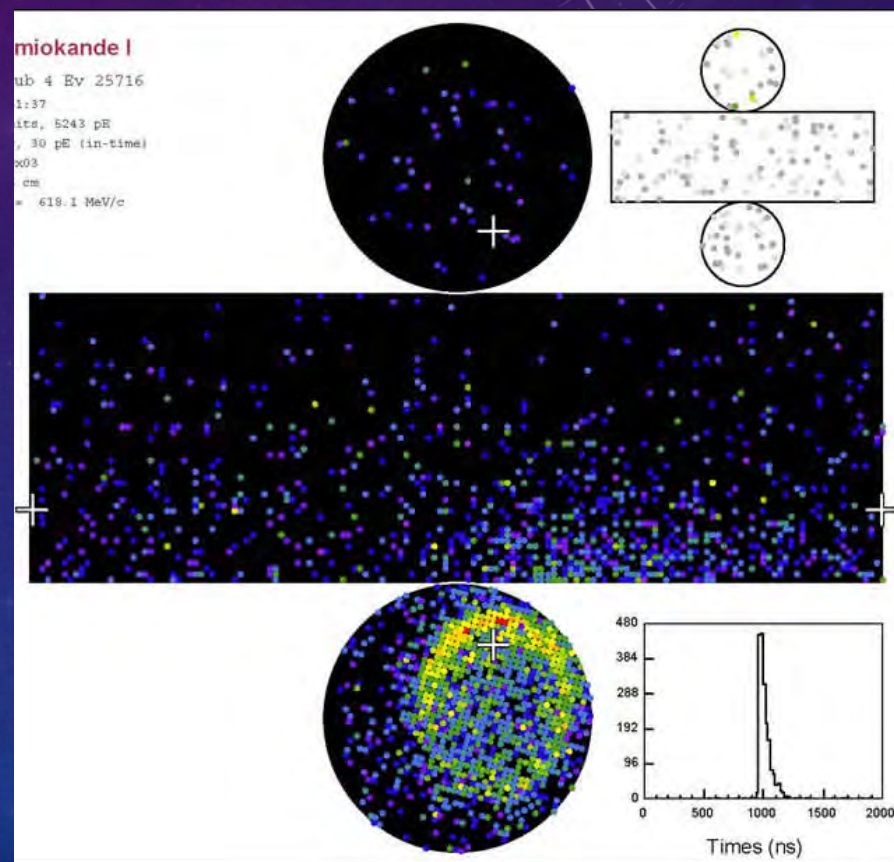 miokande I
ub 4 Ev 25716
1:37
its, 5243 pE
, 30 pE (in-time)
x03
cm
= 618.1 MeV/c
480
384
288
192
96
0
0 500 1000 1500 2000
Times (ns)